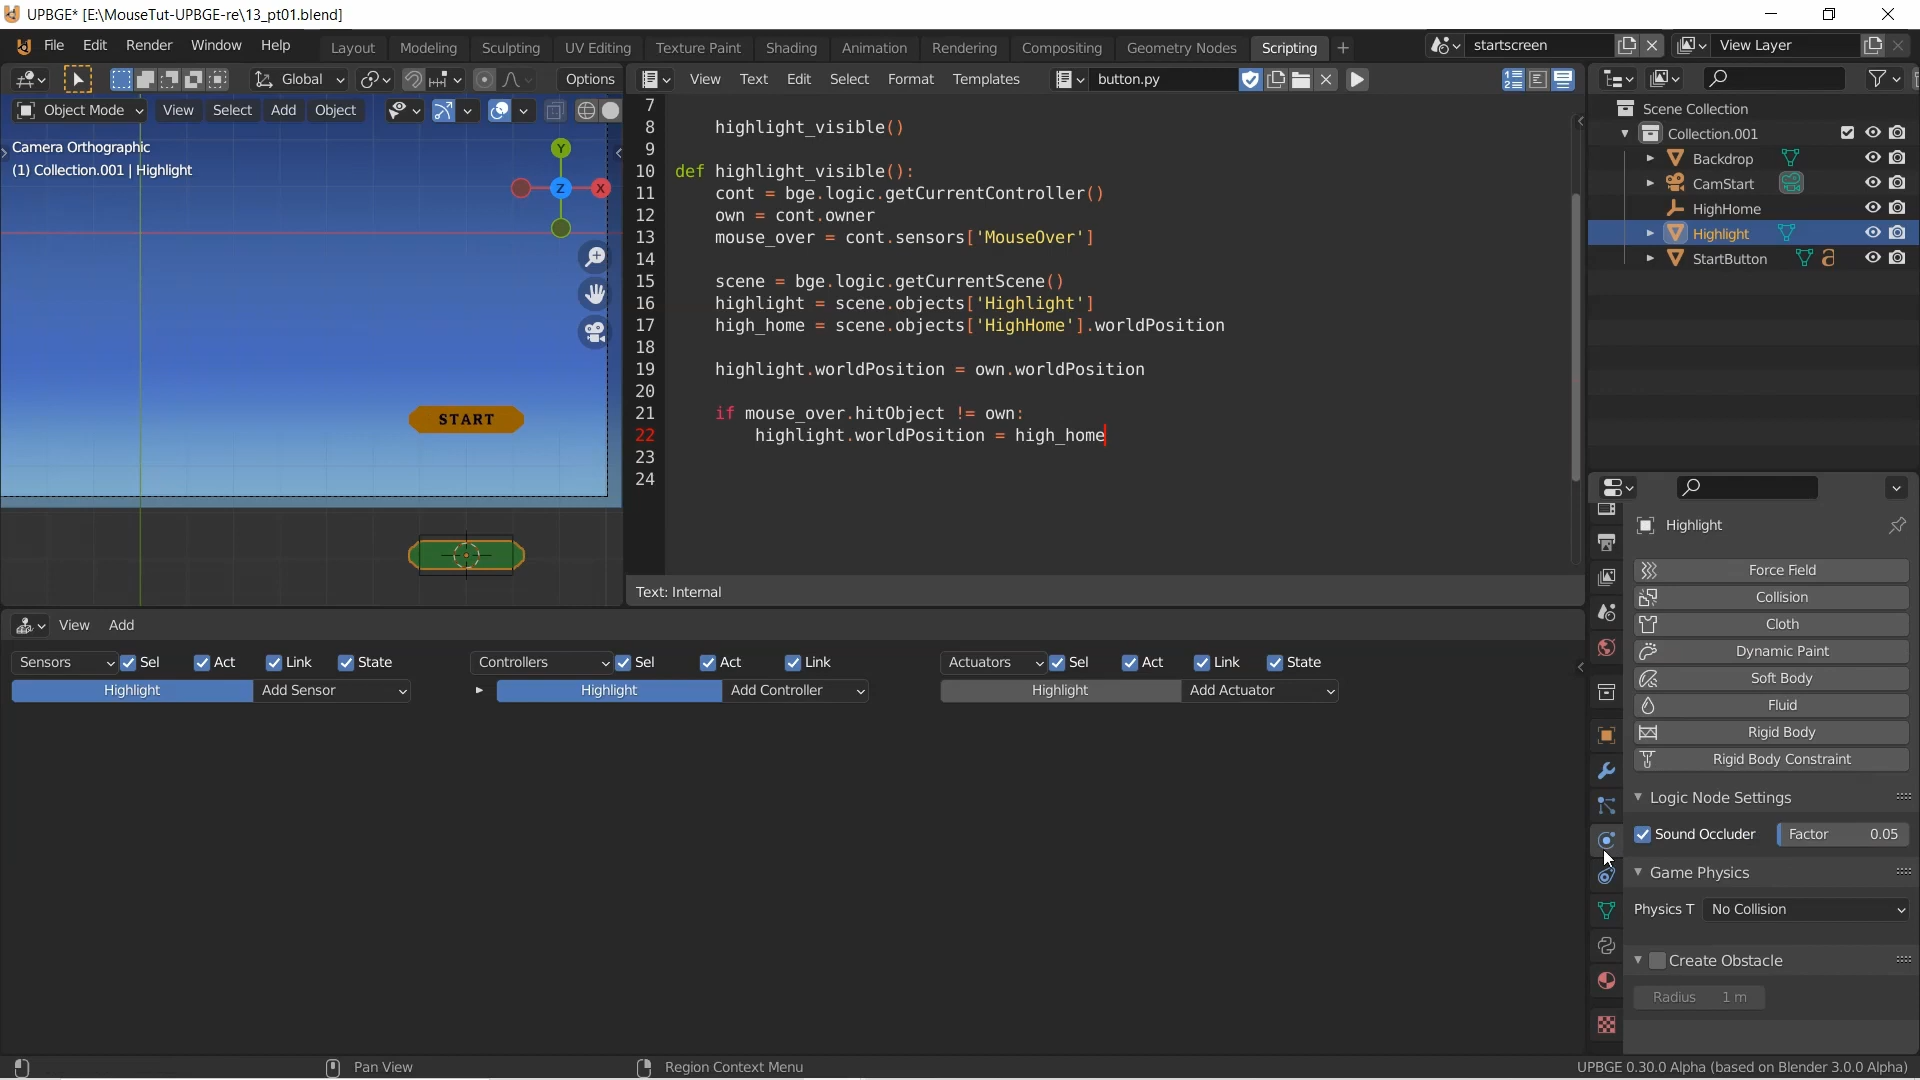 UPBGE* [E:\MouseTut-UPBGE-re\13_pt01.blend]
File Edit Render Window Help Layout Modeling Sculpting UV Editing Texture Paint Shading Animation Rendering Compositing Geometry Nodes Scripting + startscreen View Layer
Global Options View Text Edit Select Format Templates button.py
Object Mode View Select Add Object
Camera Orthographic
(1) Collection.001 | Highlight
Y
Z X
START
7
8 highlight_visible()
9
10 def highlight_visible():
11 cont = bge.logic.getCurrentController()
12 own = cont.owner
13 mouse_over = cont.sensors['MouseOver']
14
15 scene = bge.logic.getCurrentScene()
16 highlight = scene.objects['Highlight']
17 high_home = scene.objects['HighHome'].worldPosition
18
19 highlight.worldPosition = own.worldPosition
20
21 if mouse_over.hitObject != own:
22 highlight.worldPosition = high_home
23
24
Text: Internal
Scene Collection
Collection.001
Backdrop
CamStart
HighHome
Highlight
StartButton
Highlight
Force Field
Collision
Cloth
Dynamic Paint
Soft Body
Fluid
Rigid Body
Rigid Body Constraint
Logic Node Settings
Sound Occluder Factor 0.05
Game Physics
Physics T No Collision
Create Obstacle
Radius 1 m
View Add
Sensors Sel Act Link State Controllers Sel Act Link Actuators Sel Act Link State
Highlight Add Sensor Highlight Add Controller Highlight Add Actuator
Pan View Region Context Menu UPBGE 0.30.0 Alpha (based on Blender 3.0.0 Alpha)